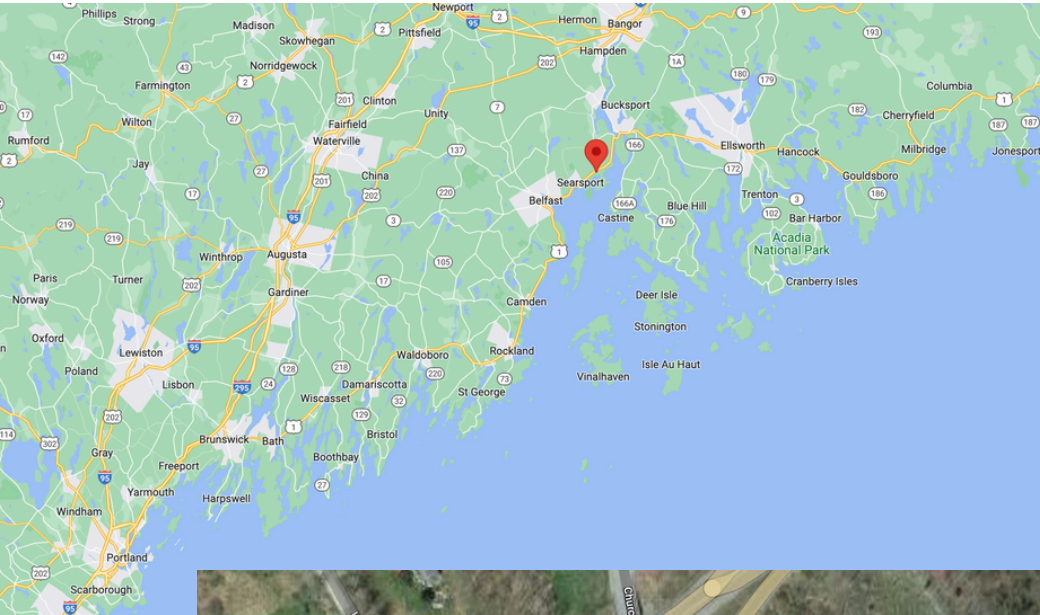 Newport
Phillips
Strong
Madison
Skowhegan
2
Pittsfield
95
2
Hermon
Bangor
9
193
Hampden
142
43
Norridgewock
2
202
1A
180
179
Farmington
201
Clinton
Unity
7
Bucksport
182
Columbia
1
17
Wilton
27
Fairfield
Waterville
Cherryfield
187
187
Rumford
2
137
166
Ellsworth
Hancock
Milbridge
Jonesport
Jay
27
201
China
202
172
Gouldsboro
17
220
Searsport
186
Belfast
166A
Blue Hill
Trenton
3
95
3
Castine
176
102
Bar Harbor
219
219
Acadia
National Park
Winthrop
Augusta
105
1
Paris
Turner
202
17
Cranberry Isles
Norway
Gardiner
Camden
Deer Isle
Oxford
Stonington
Lewiston
95
Waldoboro
Rockland
Poland
128
218
220
Isle Au Haut
Lisbon
295
24
Damariscotta
73
Vinalhaven
Wiscasset
32
St George
202
129
114
302
Brunswick
Bath
1
Bristol
Gray
Freeport
Boothbay
95
27
Yarmouth
Harpswell
Windham
Portland
202
Scarborough
95
Churc